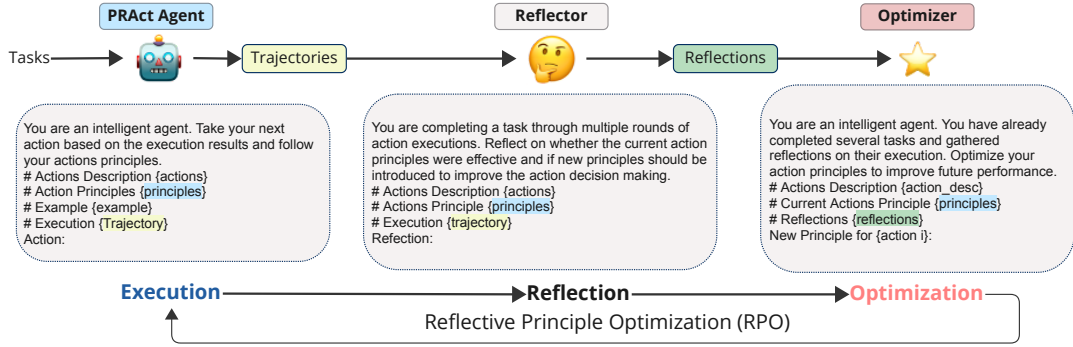 PRAct Agent
Reflector
Optimizer
Tasks
Trajectories
Reflections
You are an intelligent agent. Take your next
action based on the execution results and follow
your actions principles.
# Actions Description {actions}
# Action Principles {principles}
# Example {example}
# Execution {Trajectory}
Action:
You are completing a task through multiple rounds of
action executions. Reflect on whether the current action
principles were effective and if new principles should be
introduced to improve the action decision making.
# Actions Description {actions}
# Actions Principle {principles}
# Execution {trajectory}
Refection:
You are an intelligent agent. You have already
completed several tasks and gathered
reflections on their execution. Optimize your
action principles to improve future performance.
# Actions Description {action_desc}
# Current Actions Principle {principles}
# Reflections {reflections}
New Principle for {action i}:
Execution
Reflection
Optimization
Reflective Principle Optimization (RPO)